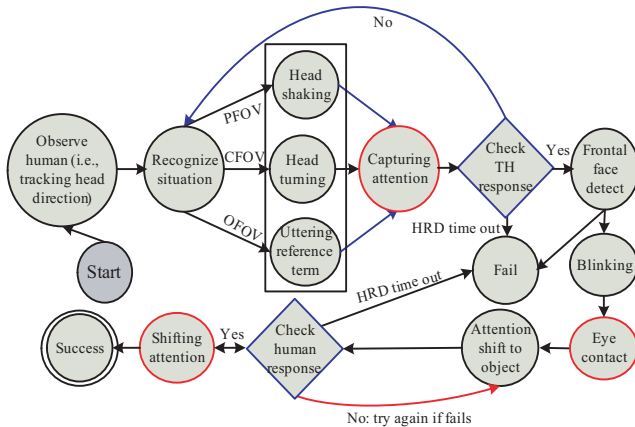 No
Head
shaking
PFOV
Observe
human (i.e.,
tracking head
direction)
Recognize
situation
CFOV
Head
turning
Capturing
attention
Check
TH
response
Yes
Frontal
face
detect
OFOV
Uttering
reference
term
HRD time out
Start
Fail
Blinking
HRD time out
Success
Shifting
attention
Yes
Check
human
response
Attention
shift to
object
Eye
contact
No: try again if fails